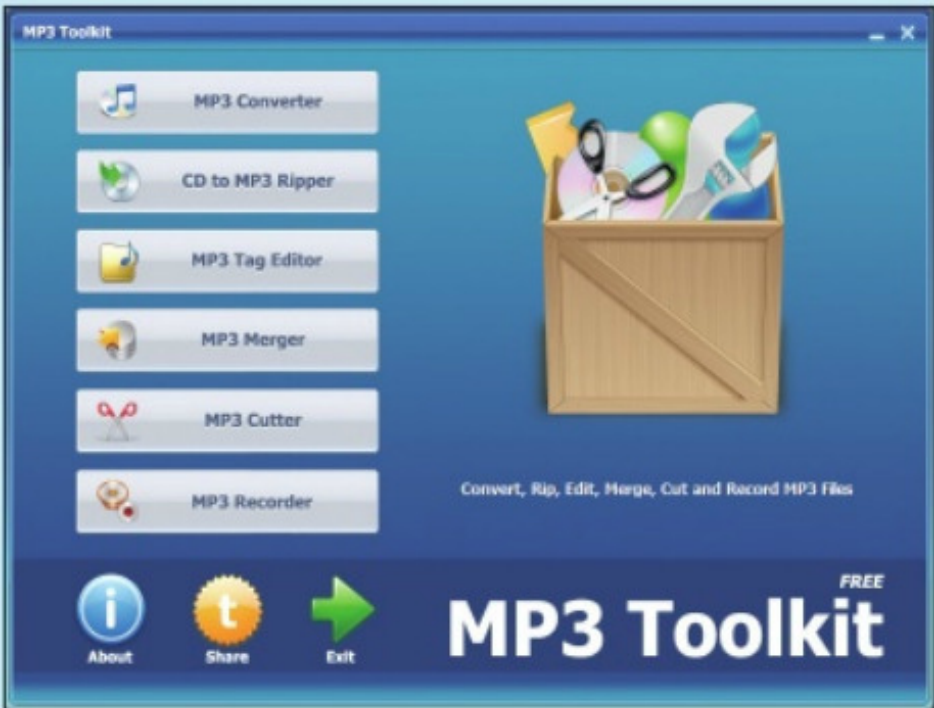 MP3 Toolkit
MP3 Converter
CD to MP3 Ripper
MP3 Tag Editor
MP3 Merger
MP3 Cutter
MP3 Recorder
Convert, Rip, Edit, Merge, Cut and Record MP3 Files
i
About
t
Share
Exit
FREE
MP3 Toolkit